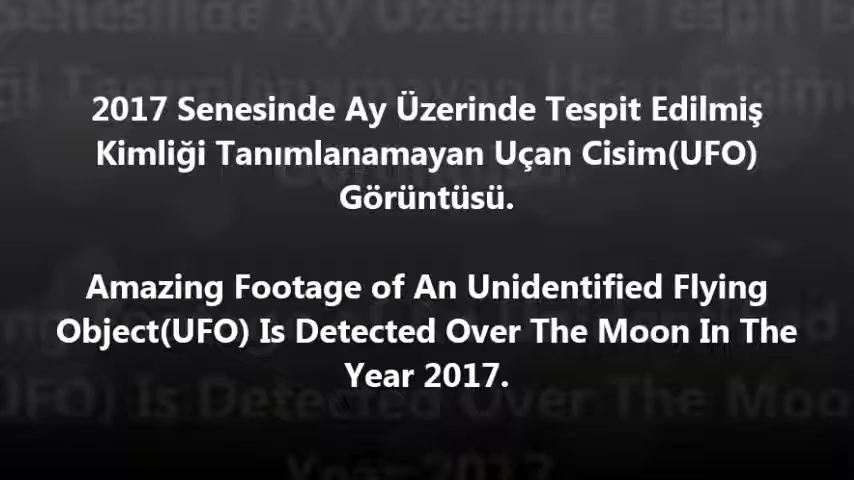 2017 Senesinde Ay Üzerinde Tespit Edilmiş
Kimliği Tanımlanamayan Uçan Cisim(UFO)
Görüntüsü.
Amazing Footage of An Unidentified Flying
Object(UFO) Is Detected Over The Moon In The
Year 2017.